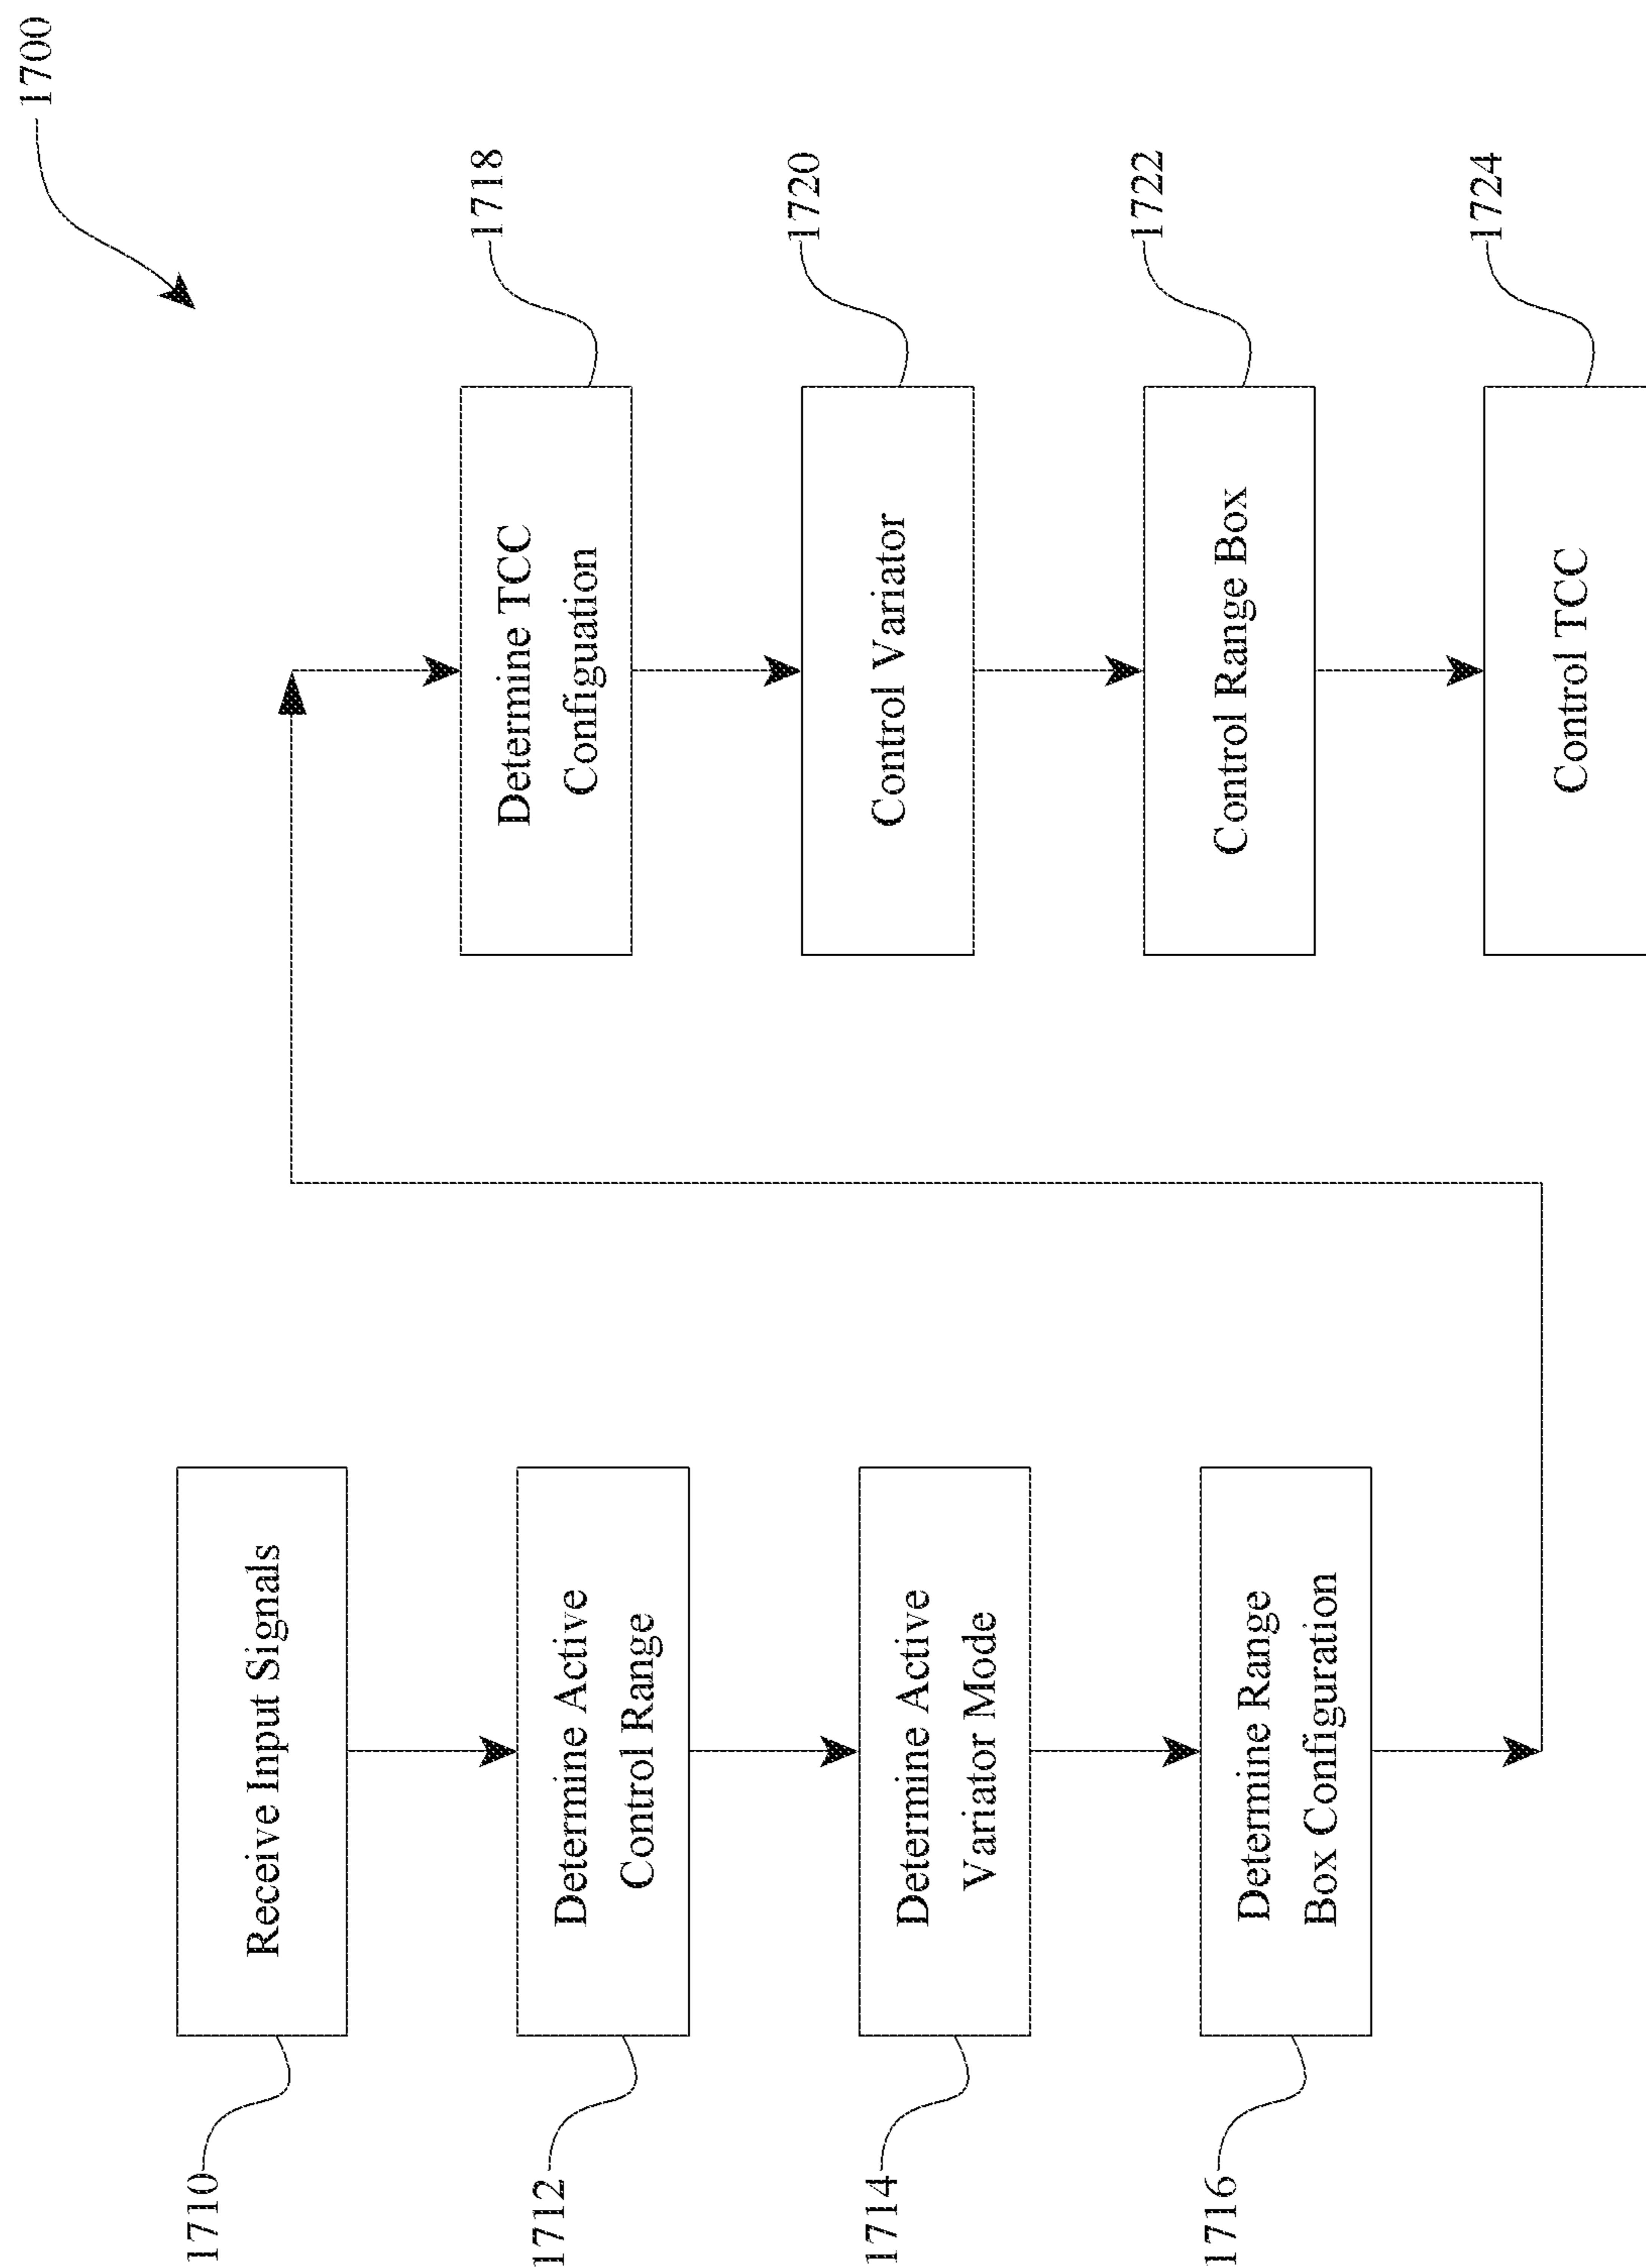 1700
1710
Receive Input Signals
1712
Determine Active
Control Range
1714
Determine Active
Variator Mode
1716
Determine Range
Box Configuration
Determine TCC
Configuation
1718
Control Variator
1720
Control Range Box
1722
Control TCC
1724